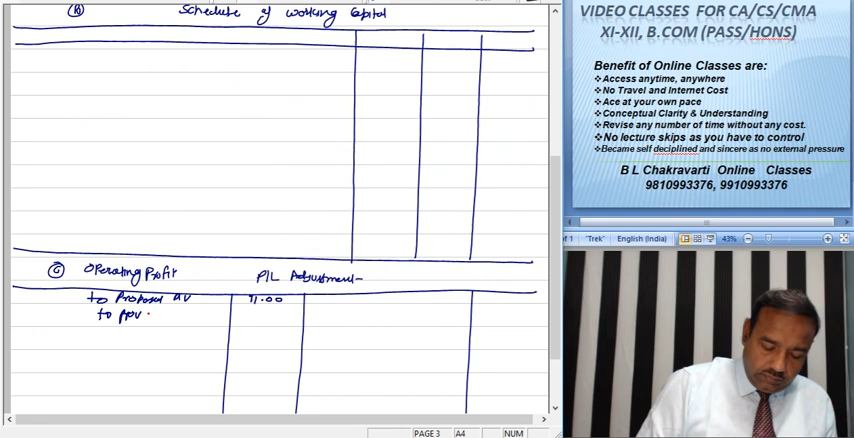 (B) Schedule of working capital
(C) operating Profit P/L Adjustment
to Proposed
to
VIDEO CLASSES FOR CA/CS/CMA
XI-XII, B.COM (PASS/HONS)
Benefit of Online Classes are:
❖Access anytime, anywhere
❖No Travel and Internet Cost
❖Ace at your own pace
❖Conceptual Clarity & Understanding
❖Revise any number of time without any cost.
❖No lecture skips as you have to control
❖Became self deciplined and sincere as no external pressure
B L Chakravarti Online Classes
9810993376, 9910993376
of 1 "Trek" English (India) 43%
PAGE 3 A4 NUM